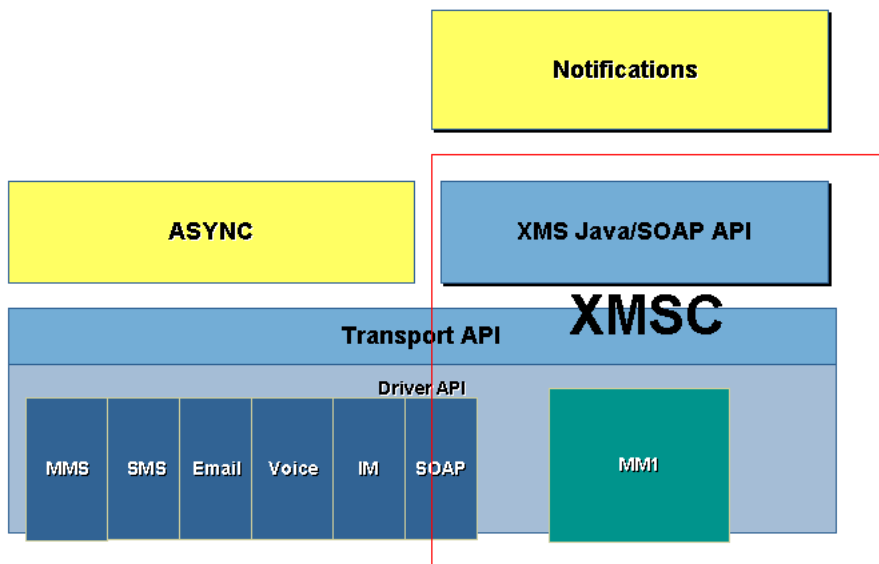 Notifications
ASYNC
XMS Java/SOAP API
XMSC
Transport API
Driver API
MMS
SMS
Email
Voice
IM
SOAP
MM1